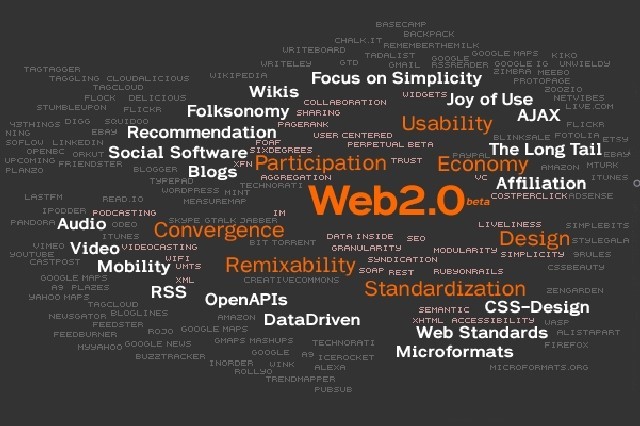 BASECAMP
BACKPACK
CHALK.IT REMEMBERTHEMILK
WRITEBOARD TADALIST GOOGLE GOOGLE MAPS KIKO
WRITELEY GTD GMAIL RSSREADER GOOGLE IG UNWIELDY
TAGTAGGER WIKIPEDIA ZIMBRA MEEBO
TAGGLING CLOUDALICIOUS Focus on Simplicity PROTOPAGE
TAGCLOUD Wikis WIDGETS
FLOCK DELICIOUS COLLABORATION Joy of Use NETWIBES
STUMBLEUPON FLICKR Folksonomy SHARING AJAX LIVE.COM
43THINGS DIGG SQUIDOO PAGERANK Usability
NING EBAY Recommendation USER CENTERED BLINKSALE FOTOLIA ETSY
SOFLOW LINKEDIN FOAF PERPETUAL BETA The Long Tail EBAY
OPENBC ORKUT Social Software SIXDEGREES PAYPAL AMAZON
UPCOMING FRIENDSTER XFN Participation TRUST Economy MTURK IHYA
PLANZO Blogs BLOGGER AGGREGATION VC
TYPEPAD TECHNORATI Affiliation
WORDPRESS MINT Web2.0 beta COSTPERCLICK ADSENSE
LASTFM READ.IO MEASUREMAP
IPODDER PODCASTING IM
PANDORA Audio ODEO SKYPE GTALK JABBER LIVELINESS SIMPLEBITS
ITUNES Convergence DATA INSIDE SEO Design STYLEGALA
VIMEO Video VIDEOCASTING BIT TORRENT GRANULARITY MODULARITY SIMPLICITY 9RULES
YOUTUBE WIFI SYNDICATION
CASTPOST Mobility UMTS Remixability SOAP REST RUBYONRAILS CSSBEAUTY
GOOGLE MAPS XML CREATIVECOMMONS
A9 PLAZES RSS Standardization ZENGARDEN
YAHOO MAPS OpenAPIs
TAGCLOUD BLOGLINES SEMANTIC CSS-Design
NEWSGATOR FEEDSTER AMAZON DataDriven XHTML ACCESSIBILITY WASP
FEEDBURNER ROJO GOOGLE MAPS Web Standards ALISTAPART
MYYAHOO GOOGLE NEWS GMAPS MASHUPS TECHNORATI FIREFOX
BUZZTRACKER GOOGLE A9 ICEROCKET Microformats
INORDER WINK ALEXA MICROFORMATS.ORG
ROLLYO
TRENDMAPPER
PUBSUB